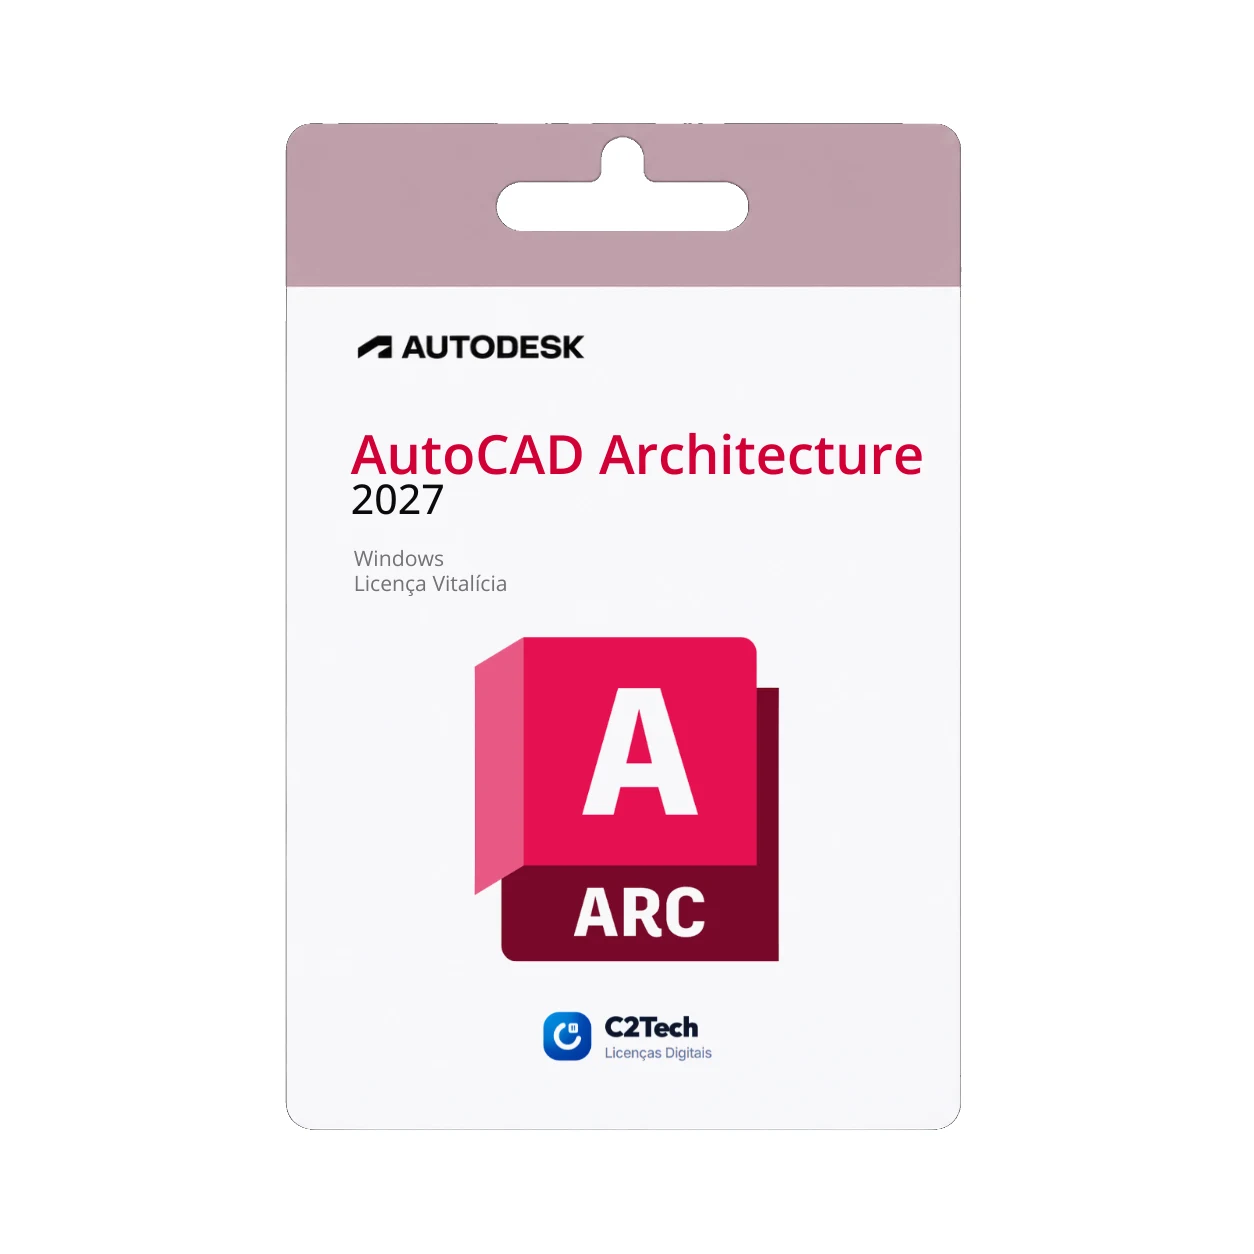 AUTODESK
AutoCAD Architecture
2027
Windows
Licença Vitalícia
A
ARC
C2Tech
Licenças Digitais